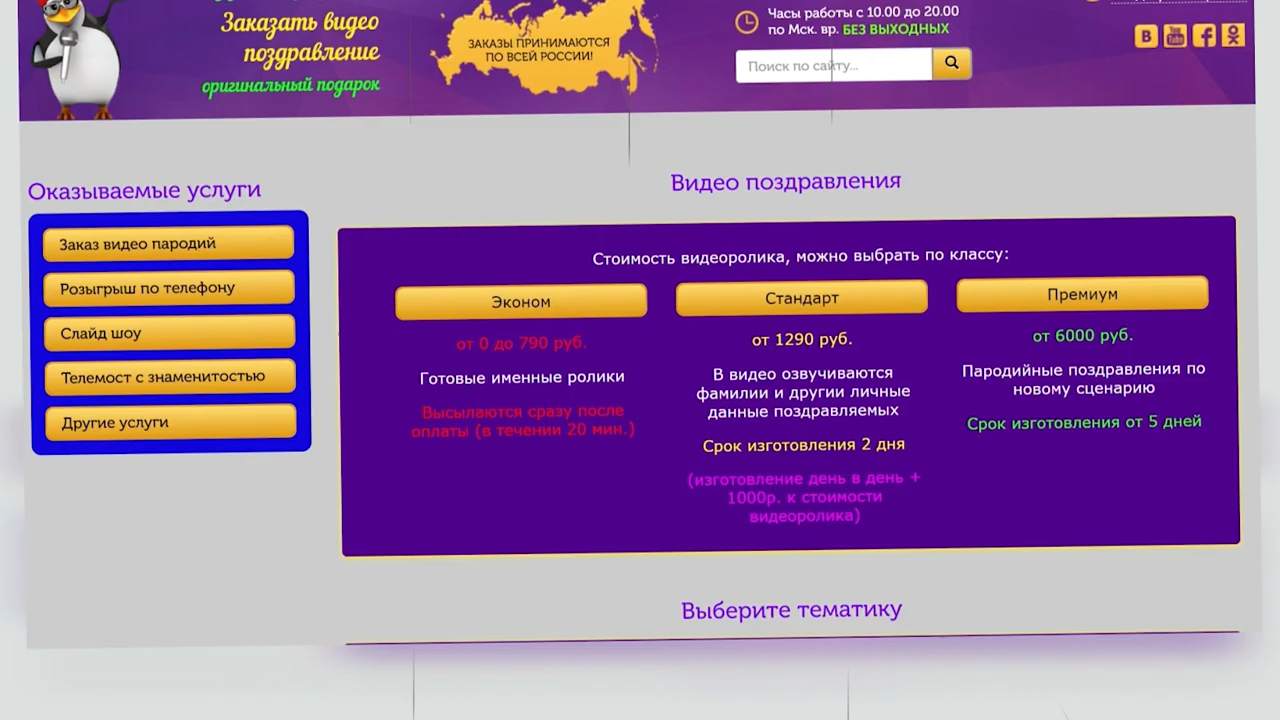 Заказать видео
поздравление
оригинальный подарок
ЗАКАЗЫ ПРИНИМАЮТСЯ
ПО ВСЕЙ РОССИИ!
Часы работы с 10.00 до 20.00
по Мск. вр. БЕЗ ВЫХОДНЫХ
Поиск по сайту...
Оказываемые услуги
Заказ видео пародий
Розыгрыш по телефону
Слайд шоу
Телемост с знаменитостью
Другие услуги
Видео поздравления
Стоимость видеоролика, можно выбрать по классу:
Эконом
от 0 до 790 руб.
Готовые именные ролики
Высылаются сразу после
оплаты (в течении 20 мин.)
Стандарт
от 1290 руб.
В видео озвучиваются
фамилии и другии личные
данные поздравляемых
Срок изготовления 2 дня
(изготовление день в день +
1000р. к стоимости
видеоролика)
Премиум
от 6000 руб.
Пародийные поздравления по
новому сценарию
Срок изготовления от 5 дней
Выберите тематику